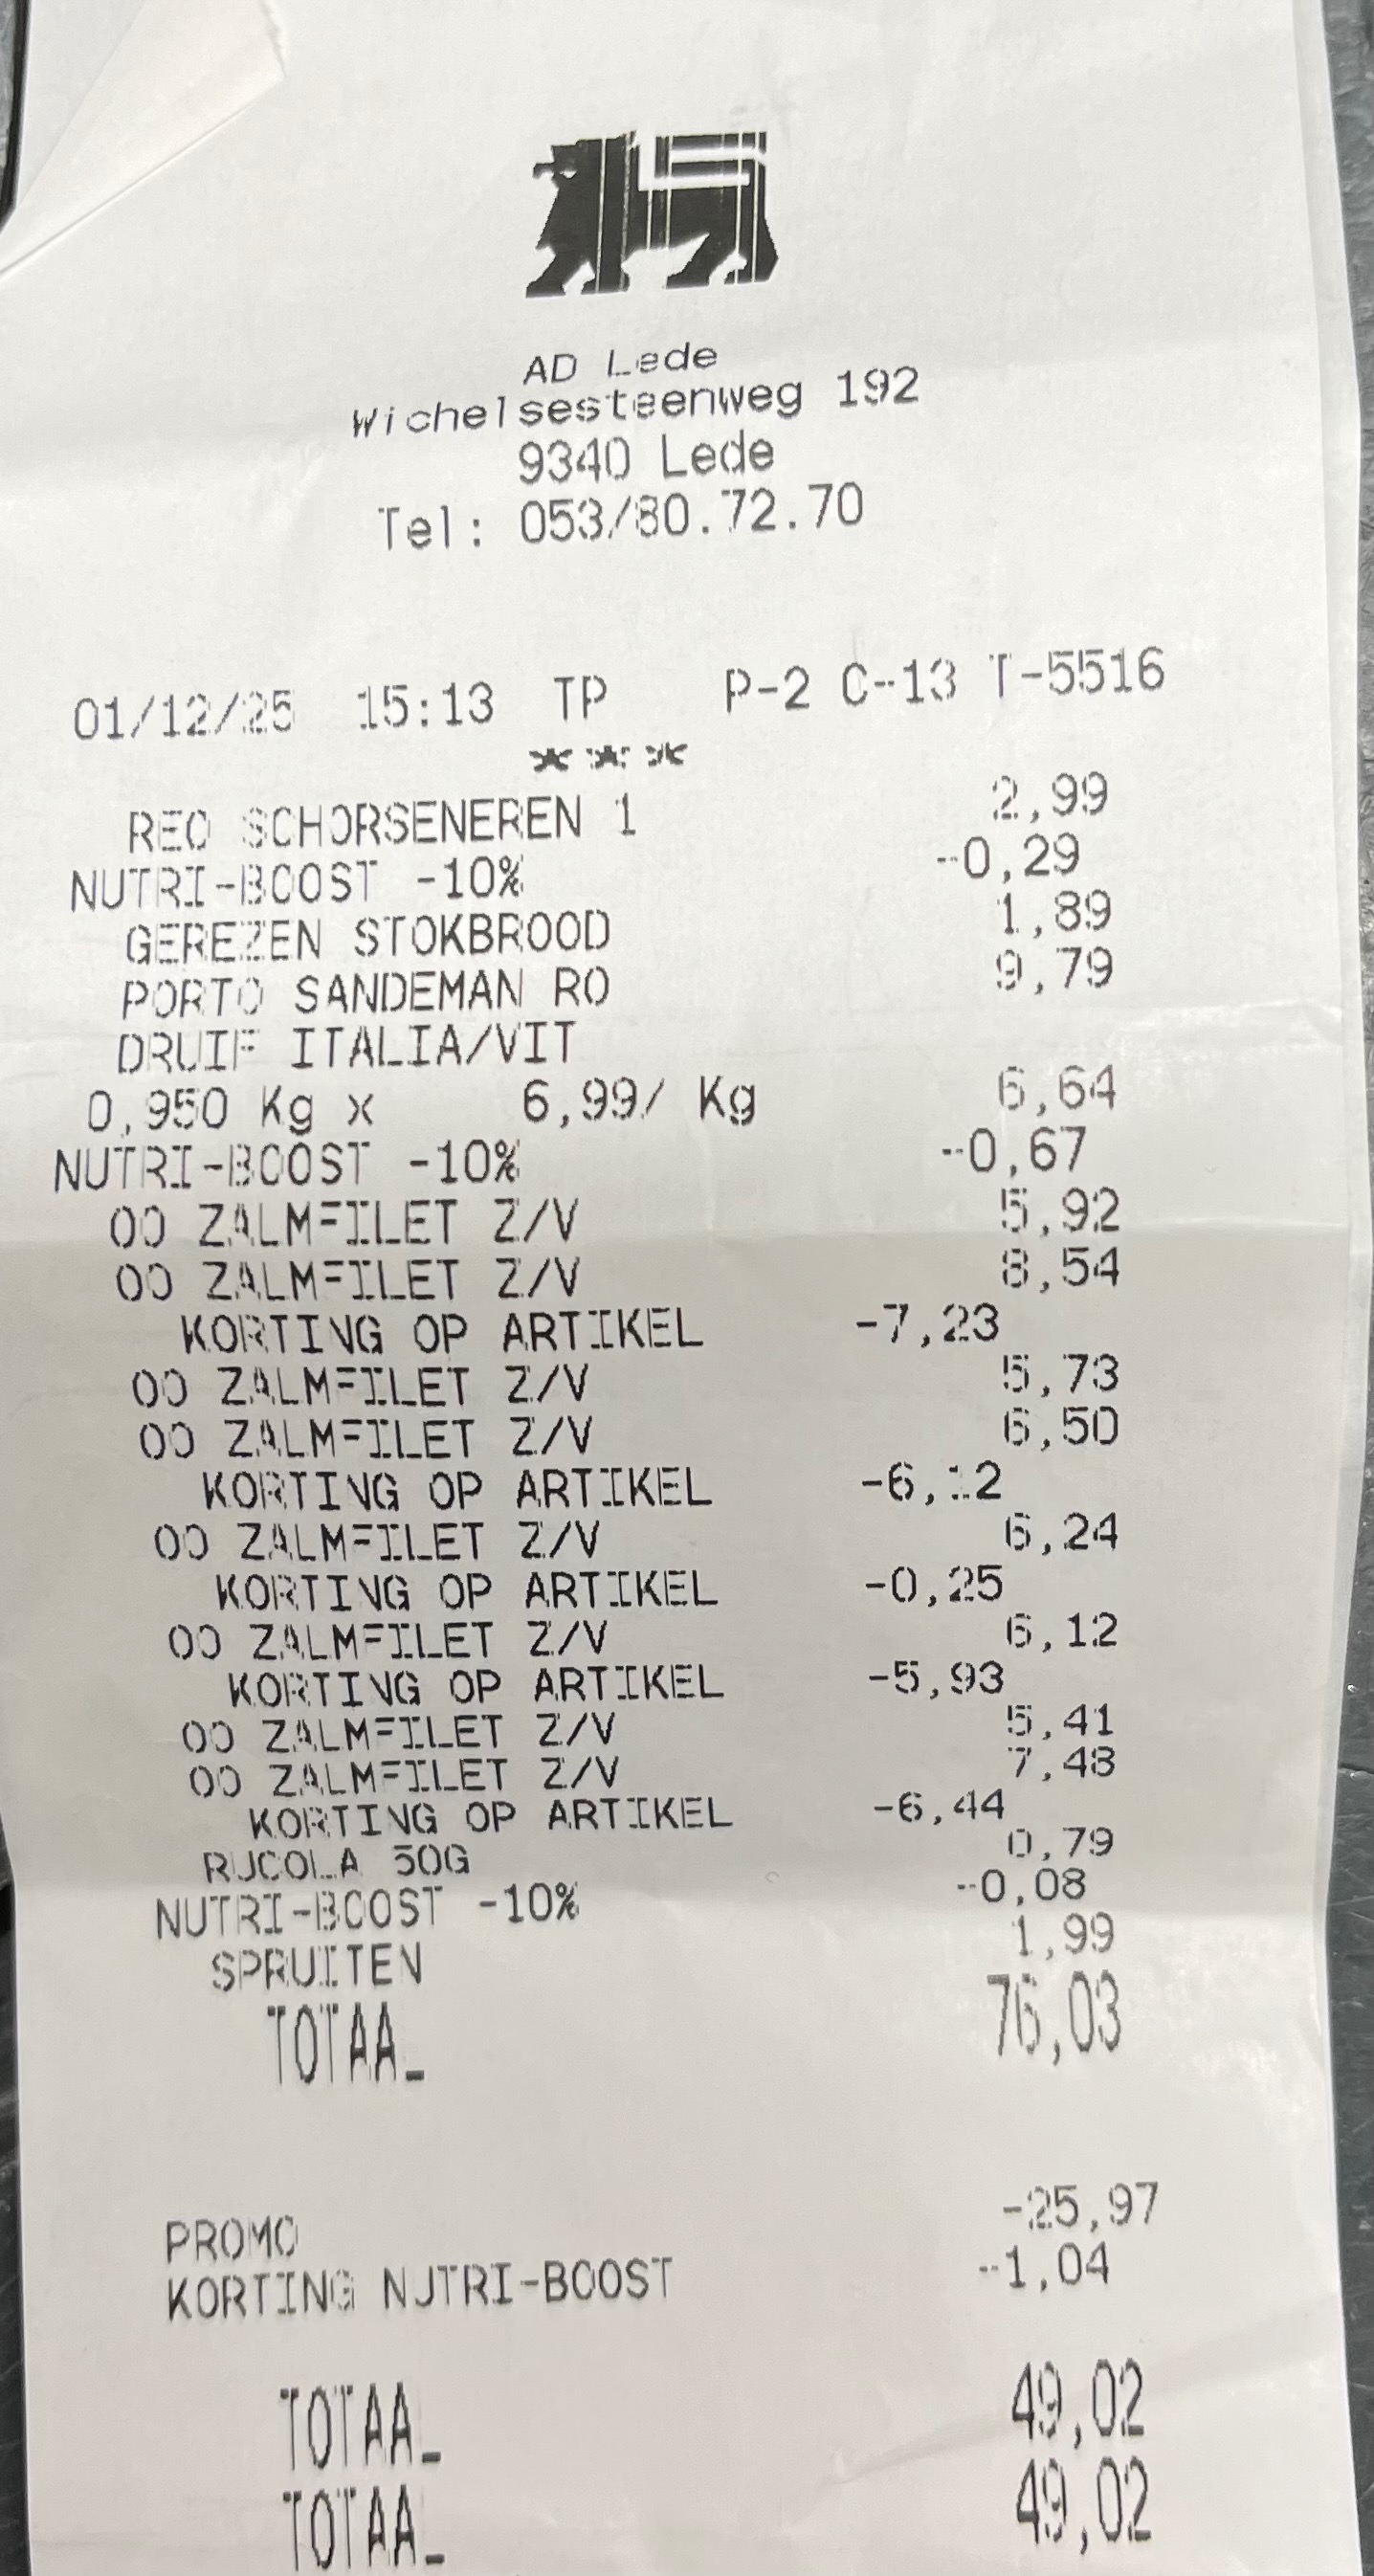 AD Lede
Wichelsesteenweg 192
9340 Lede
Tel: 053/80.72.70
01/12/25 15:13 TP P-2 C-13 T-5516
***
REO SCHORSENEREN 1 2,99
NUTRI-BOOST -10% -0,29
GEREZEN STOKBROOD 1,89
PORTO SANDEMAN RO 9,79
DRUIF ITALIA/VIT
0,950 Kg x 6,99/ Kg 6,64
NUTRI-BOOST -10% -0,67
OO ZALMFILET Z/V 5,92
OO ZALMFILET Z/V 8,54
KORTING OP ARTIKEL -7,23
OO ZALMFILET Z/V 5,73
OO ZALMFILET Z/V 6,50
KORTING OP ARTIKEL -6,12
OO ZALMFILET Z/V 6,24
KORTING OP ARTIKEL -0,25
OO ZALMFILET Z/V 6,12
KORTING OP ARTIKEL -5,93
OO ZALMFILET Z/V 5,41
OO ZALMFILET Z/V 7,48
KORTING OP ARTIKEL -6,44
RUCOLA 50G 0,79
NUTRI-BOOST -10% -0,08
SPRUITEN 1,99
TOTAAL 76,03
PROMO -25,97
KORTING NUTRI-BOOST -1,04
TOTAAL 49,02
TOTAAL 49,02